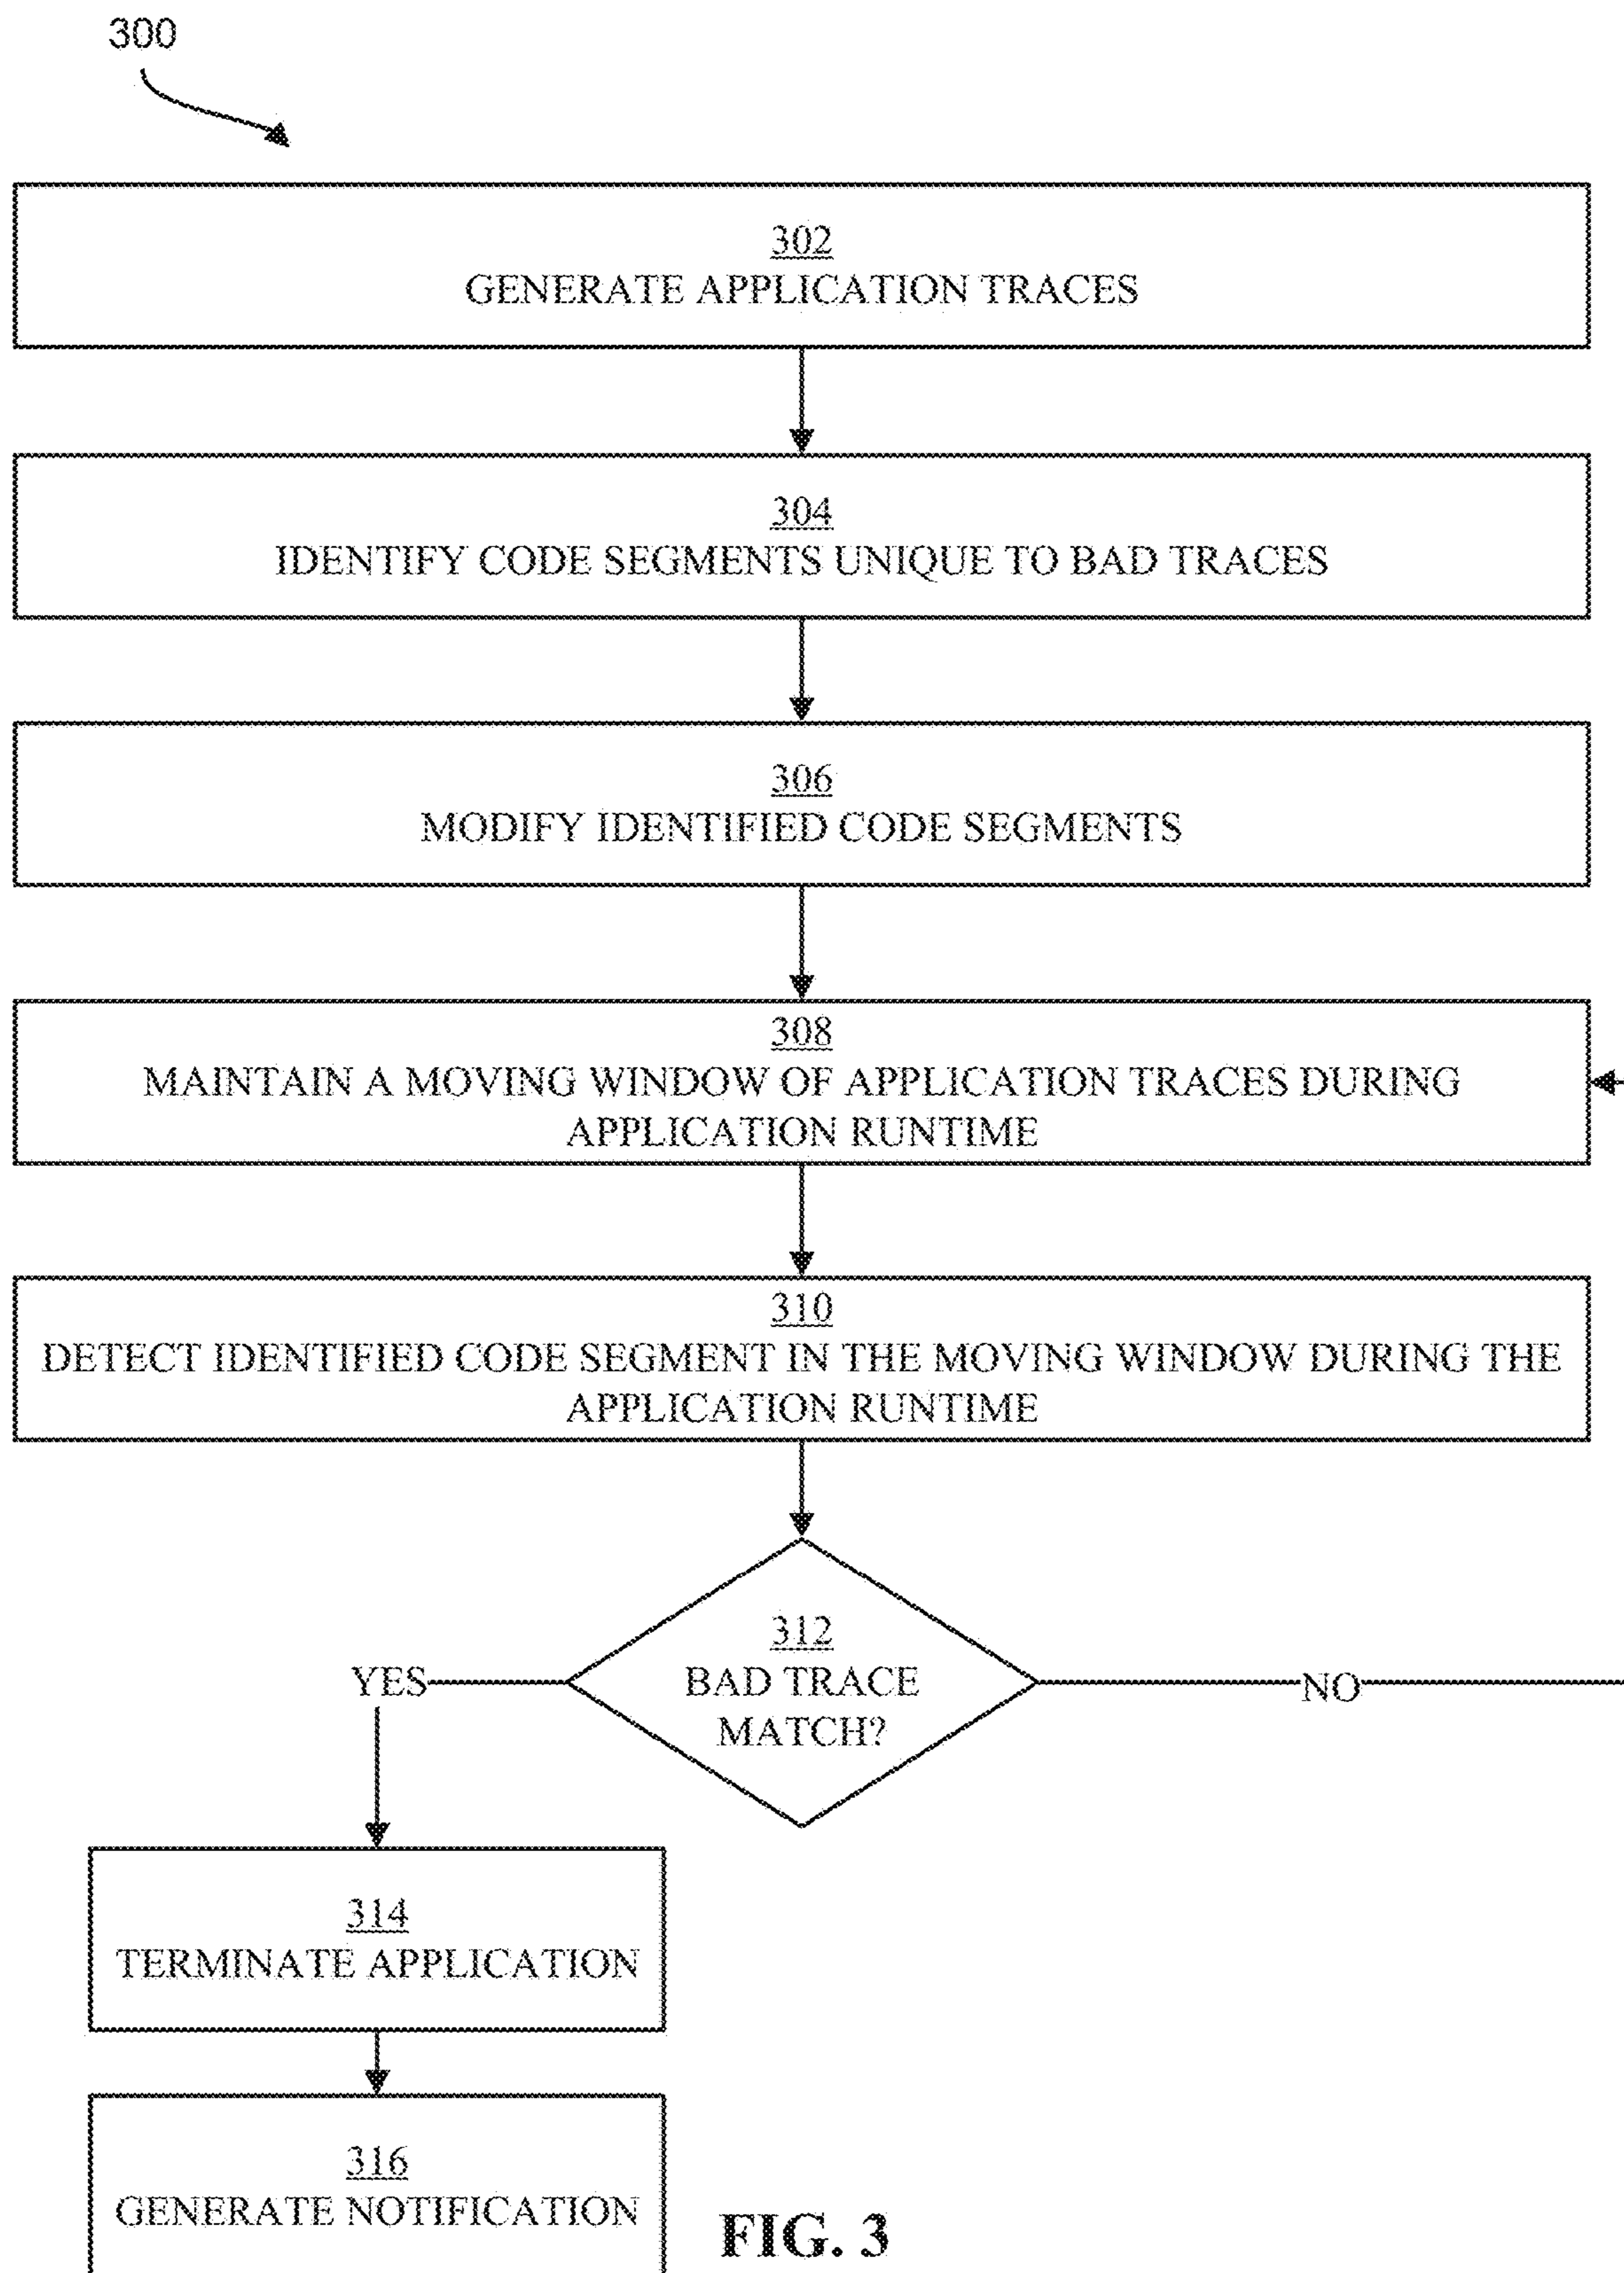 300
302
GENERATE APPLICATION TRACES
304
IDENTIFY CODE SEGMENTS UNIQUE TO BAD TRACES
306
MODIFY IDENTIFIED CODE SEGMENTS
308
MAINTAIN A MOVING WINDOW OF APPLICATION TRACES DURING
APPLICATION RUNTIME
310
DETECT IDENTIFIED CODE SEGMENT IN THE MOVING WINDOW DURING THE
APPLICATION RUNTIME
312
BAD TRACE
MATCH?
YES
NO
314
TERMINATE APPLICATION
316
GENERATE NOTIFICATION
FIG. 3